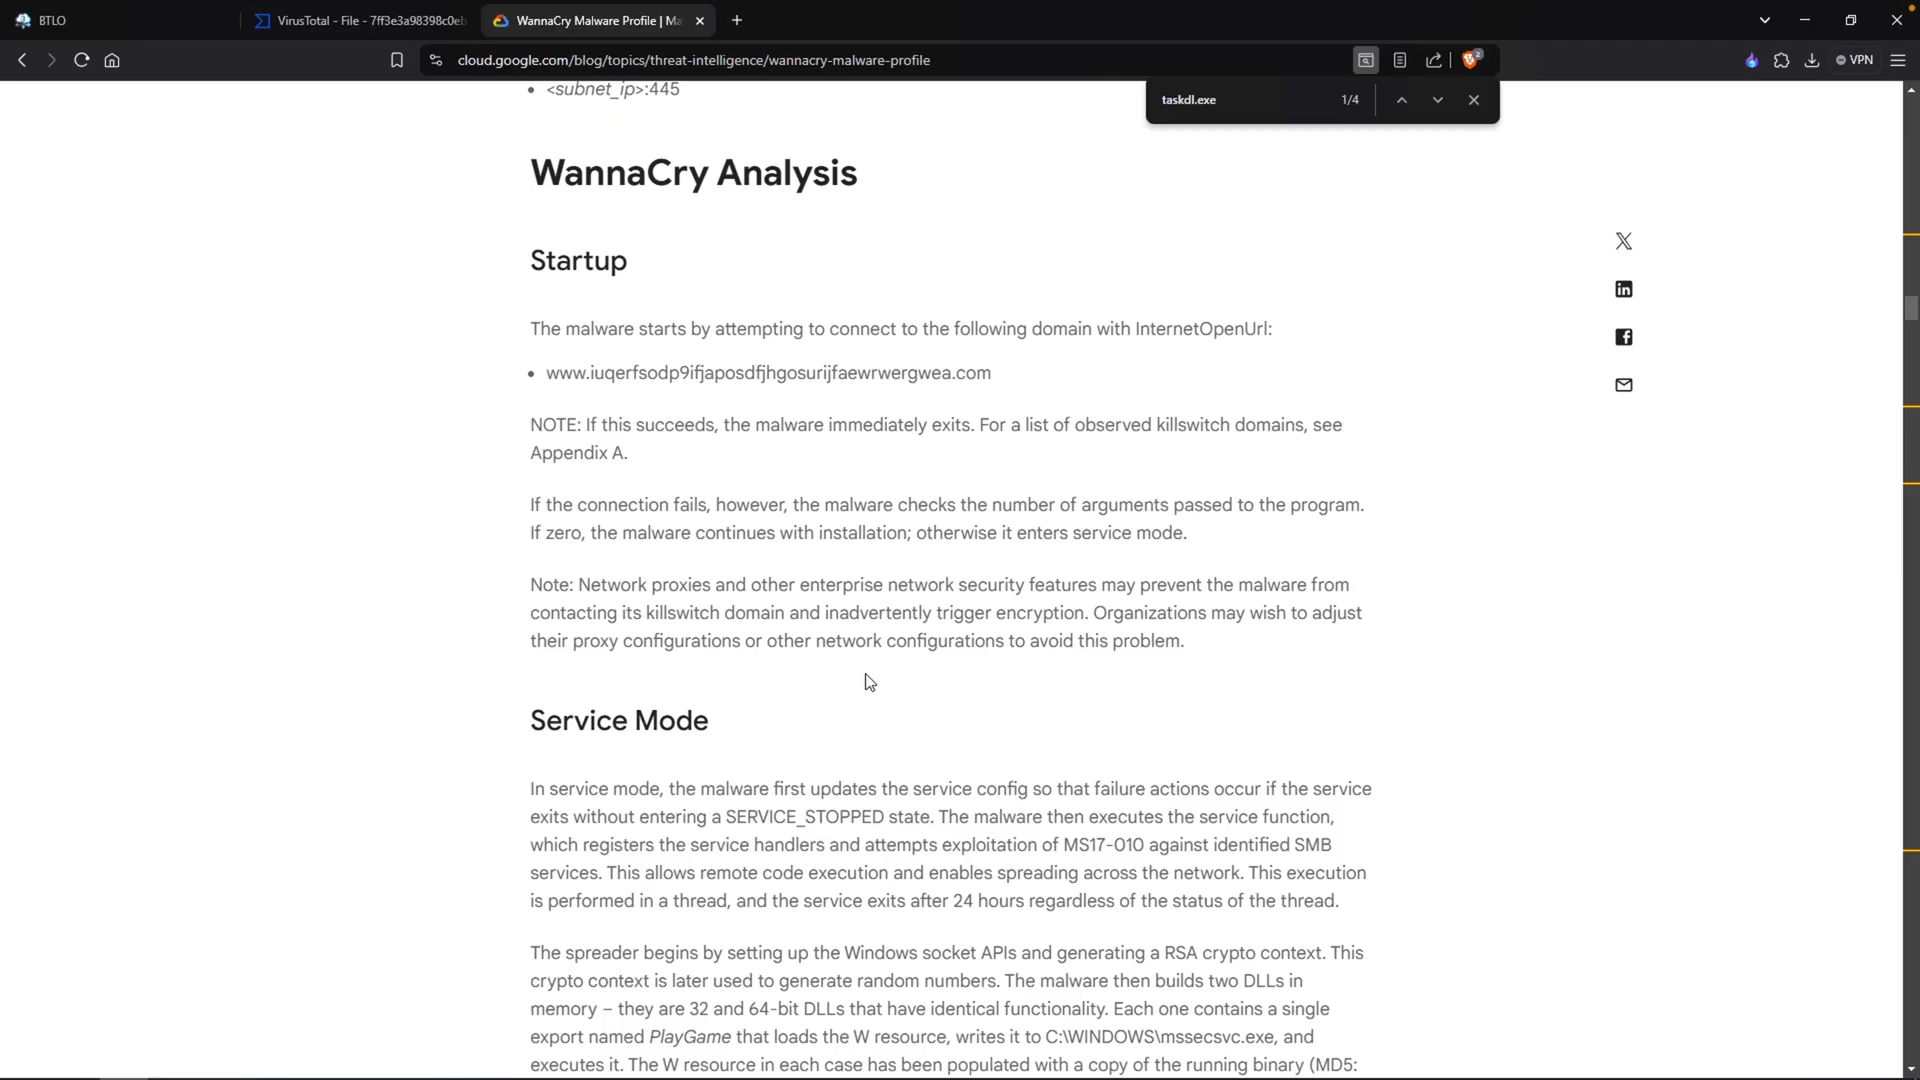 BTLO
VirusTotal - File - 7ff3e3a98398c0eb
WannaCry Malware Profile | Ma
cloud.google.com/blog/topics/threat-intelligence/wannacry-malware-profile
2
VPN
taskdl.exe
1/4
• <subnet_ip>:445
WannaCry Analysis
Startup
The malware starts by attempting to connect to the following domain with InternetOpenUrl:
• www.iuqerfsodp9ifjaposdfjhgosurijfaewrwergwea.com
NOTE: If this succeeds, the malware immediately exits. For a list of observed killswitch domains, see
Appendix A.
If the connection fails, however, the malware checks the number of arguments passed to the program.
If zero, the malware continues with installation; otherwise it enters service mode.
Note: Network proxies and other enterprise network security features may prevent the malware from
contacting its killswitch domain and inadvertently trigger encryption. Organizations may wish to adjust
their proxy configurations or other network configurations to avoid this problem.
Service Mode
In service mode, the malware first updates the service config so that failure actions occur if the service
exits without entering a SERVICE_STOPPED state. The malware then executes the service function,
which registers the service handlers and attempts exploitation of MS17-010 against identified SMB
services. This allows remote code execution and enables spreading across the network. This execution
is performed in a thread, and the service exits after 24 hours regardless of the status of the thread.
The spreader begins by setting up the Windows socket APIs and generating a RSA crypto context. This
crypto context is later used to generate random numbers. The malware then builds two DLLs in
memory – they are 32 and 64-bit DLLs that have identical functionality. Each one contains a single
export named PlayGame that loads the W resource, writes it to C:\WINDOWS\mssecsvc.exe, and
executes it. The W resource in each case has been populated with a copy of the running binary (MD5: